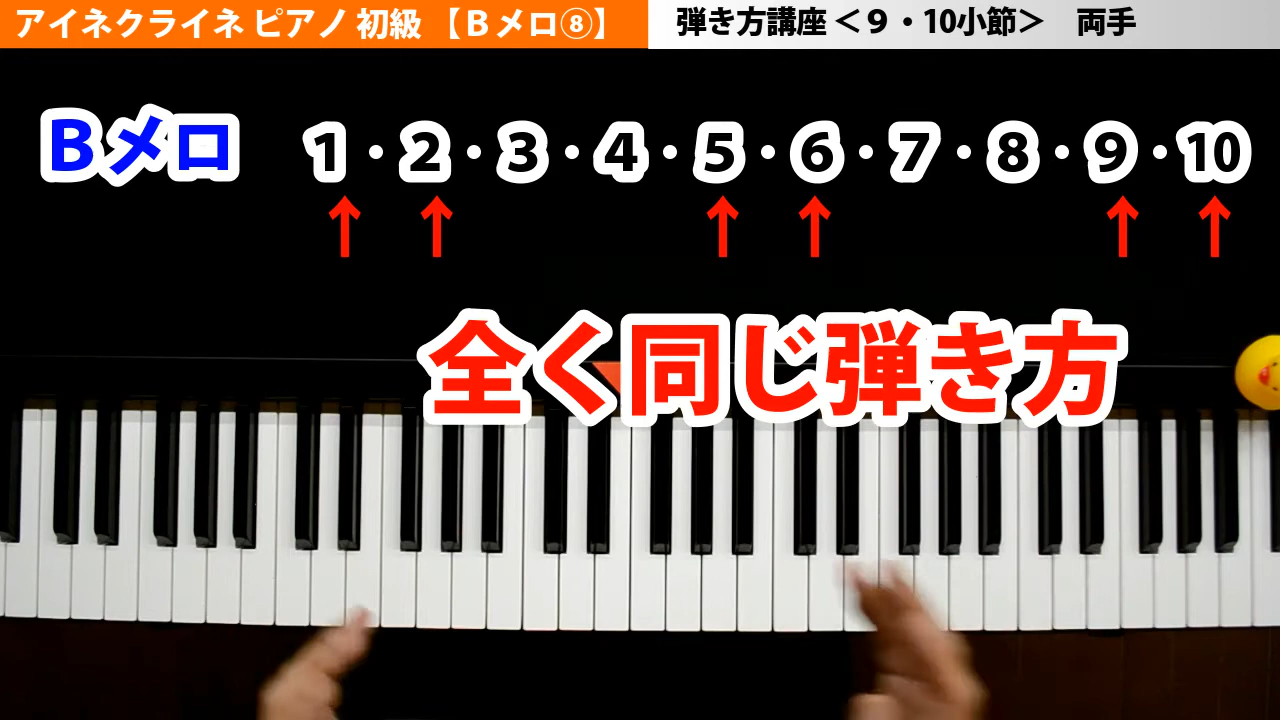 アイネクライネ ピアノ 初級 【Ｂメロ⑧】
弾き方講座 ＜９・10小節＞　両手
Ｂメロ　1・2・3・4・5・6・7・8・9・10
↑ ↑ ↑ ↑ ↑ ↑
全く同じ弾き方